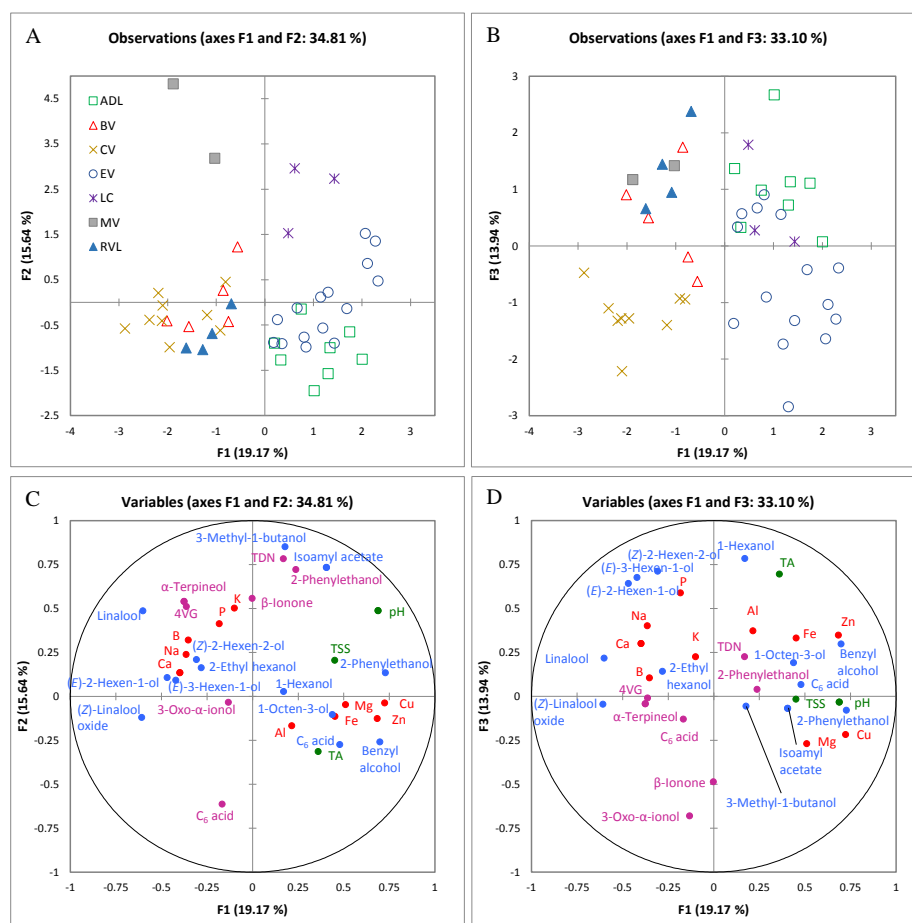 A
Observations (axes F1 and F2: 34.81 %)
4.5
3.5
2.5
1.5
0.5
-0.5
-1.5
-2.5
F2 (15.64 %)
ADL
BV
CV
EV
LC
MV
RVL
-4
-3
-2
-1
0
1
2
3
F1 (19.17 %)
B
Observations (axes F1 and F3: 33.10 %)
3
2
1
0
-1
-2
-3
F3 (13.94 %)
-4
-3
-2
-1
0
1
2
3
F1 (19.17 %)
C
Variables (axes F1 and F2: 34.81 %)
1
0.75
0.5
0.25
0
-0.25
-0.5
-0.75
-1
F2 (15.64 %)
3-Methyl-1-butanol
TDN
Isoamyl acetate
2-Phenylethanol
α-Terpineol
β-Ionone
Linalool
4VG
P
K
pH
B
(Z)-2-Hexen-2-ol
TSS
Na
2-Phenylethanol
Ca
2-Ethyl hexanol
(E)-2-Hexen-1-ol
(E)-3-Hexen-1-ol
1-Hexanol
(Z)-Linalool
oxide
3-Oxo-α-ionol
1-Octen-3-ol
Mg
Cu
Fe
Zn
Al
C6 acid
TA
Benzyl
alcohol
C6 acid
-1
-0.75
-0.5
-0.25
0
0.25
0.5
0.75
1
F1 (19.17 %)
D
Variables (axes F1 and F3: 33.10 %)
1
0.75
0.5
0.25
0
-0.25
-0.5
-0.75
-1
F3 (13.94 %)
1-Hexanol
(Z)-2-Hexen-2-ol
(E)-3-Hexen-1-ol
TA
(E)-2-Hexen-1-ol
P
Na
Al
Zn
Ca
K
Fe
TDN
Benzyl
alcohol
Linalool
2-Ethyl
hexanol
1-Octen-3-ol
B
2-Phenylethanol
C6 acid
4VG
TSS
pH
(Z)-Linalool
oxide
α-Terpineol
2-Phenylethanol
C6 acid
Mg
Cu
Isoamyl
acetate
β-Ionone
3-Methyl-1-butanol
3-Oxo-α-ionol
-1
-0.75
-0.5
-0.25
0
0.25
0.5
0.75
1
F1 (19.17 %)